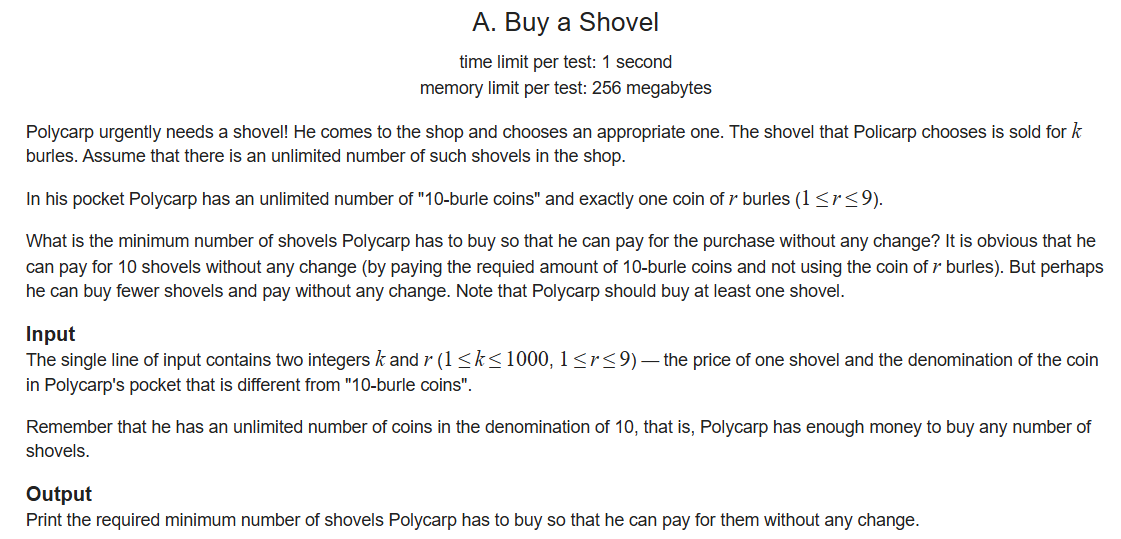 A. Buy a Shovel
time limit per test: 1 second
memory limit per test: 256 megabytes
Polycarp urgently needs a shovel! He comes to the shop and chooses an appropriate one. The shovel that Policarp chooses is sold for k
burles. Assume that there is an unlimited number of such shovels in the shop.
In his pocket Polycarp has an unlimited number of "10-burle coins" and exactly one coin of r burles (1 ≤ r ≤ 9).
What is the minimum number of shovels Polycarp has to buy so that he can pay for the purchase without any change? It is obvious that he
can pay for 10 shovels without any change (by paying the requied amount of 10-burle coins and not using the coin of r burles). But perhaps
he can buy fewer shovels and pay without any change. Note that Polycarp should buy at least one shovel.
Input
The single line of input contains two integers k and r (1 ≤ k ≤ 1000, 1 ≤ r ≤ 9) — the price of one shovel and the denomination of the coin
in Polycarp's pocket that is different from "10-burle coins".
Remember that he has an unlimited number of coins in the denomination of 10, that is, Polycarp has enough money to buy any number of
shovels.
Output
Print the required minimum number of shovels Polycarp has to buy so that he can pay for them without any change.